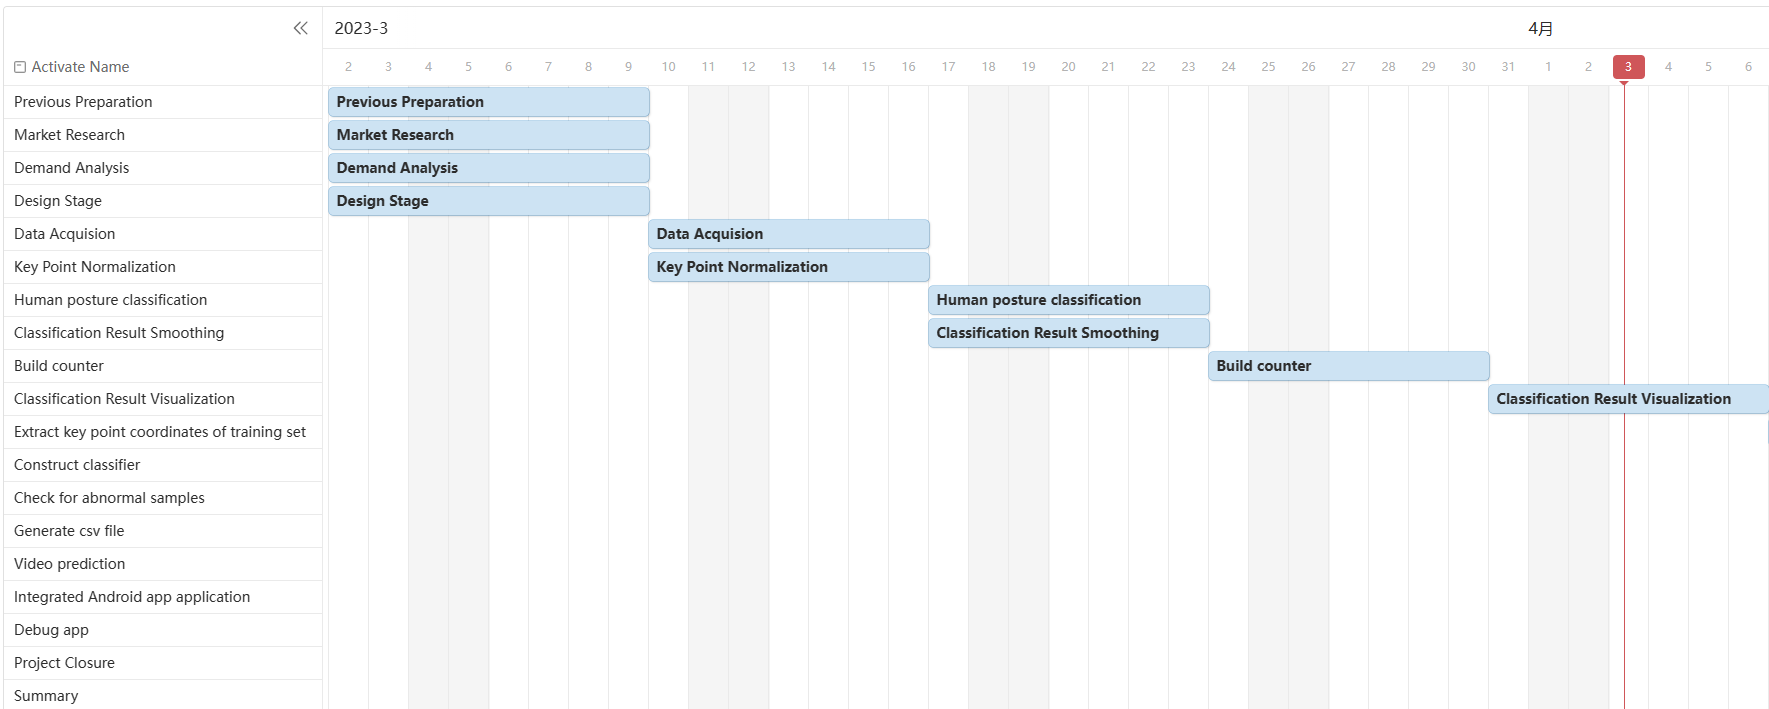 2023-3 4月
Activate Name 2 3 4 5 6 7 8 9 10 11 12 13 14 15 16 17 18 19 20 21 22 23 24 25 26 27 28 29 30 31 1 2 3 4 5 6
Previous Preparation Previous Preparation
Market Research Market Research
Demand Analysis Demand Analysis
Design Stage Design Stage
Data Acquision Data Acquision
Key Point Normalization Key Point Normalization
Human posture classification Human posture classification
Classification Result Smoothing Classification Result Smoothing
Build counter Build counter
Classification Result Visualization Classification Result Visualization
Extract key point coordinates of training set
Construct classifier
Check for abnormal samples
Generate csv file
Video prediction
Integrated Android app application
Debug app
Project Closure
Summary